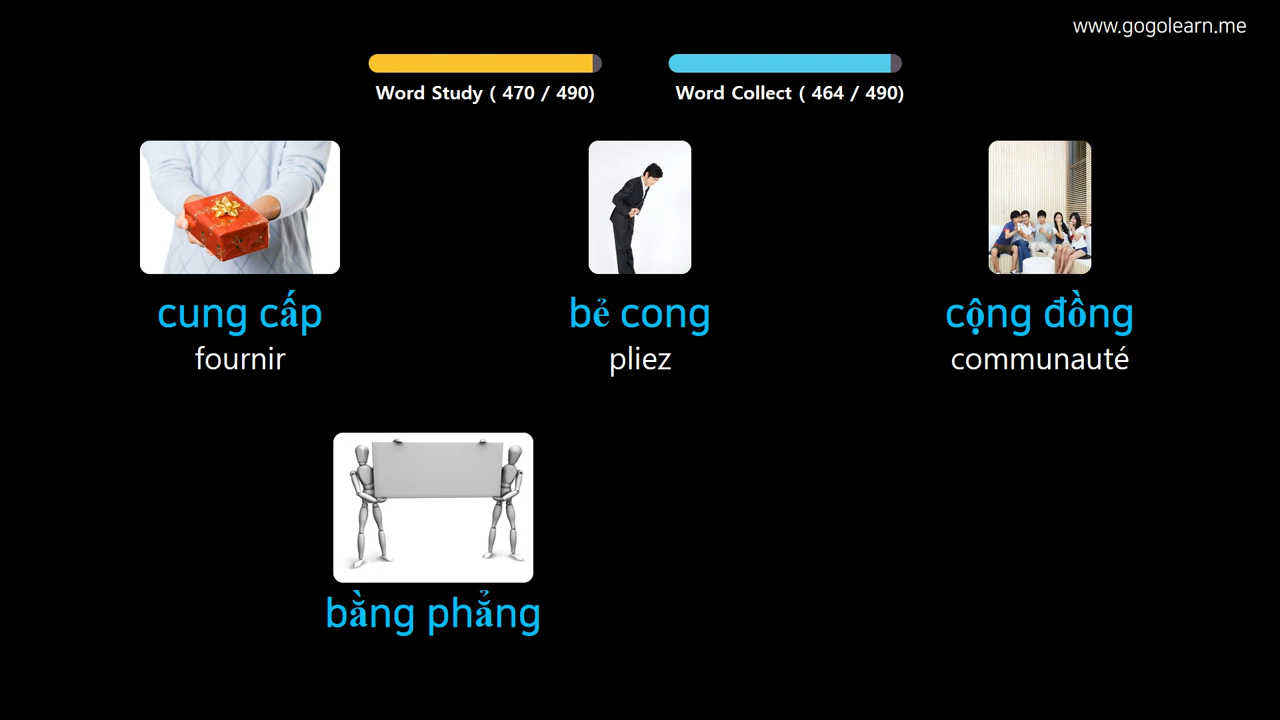 www.gogolearn.me
Word Study ( 470 / 490)
Word Collect ( 464 / 490)
cung cấp
fournir
bẻ cong
pliez
cộng đồng
communauté
bằng phẳng